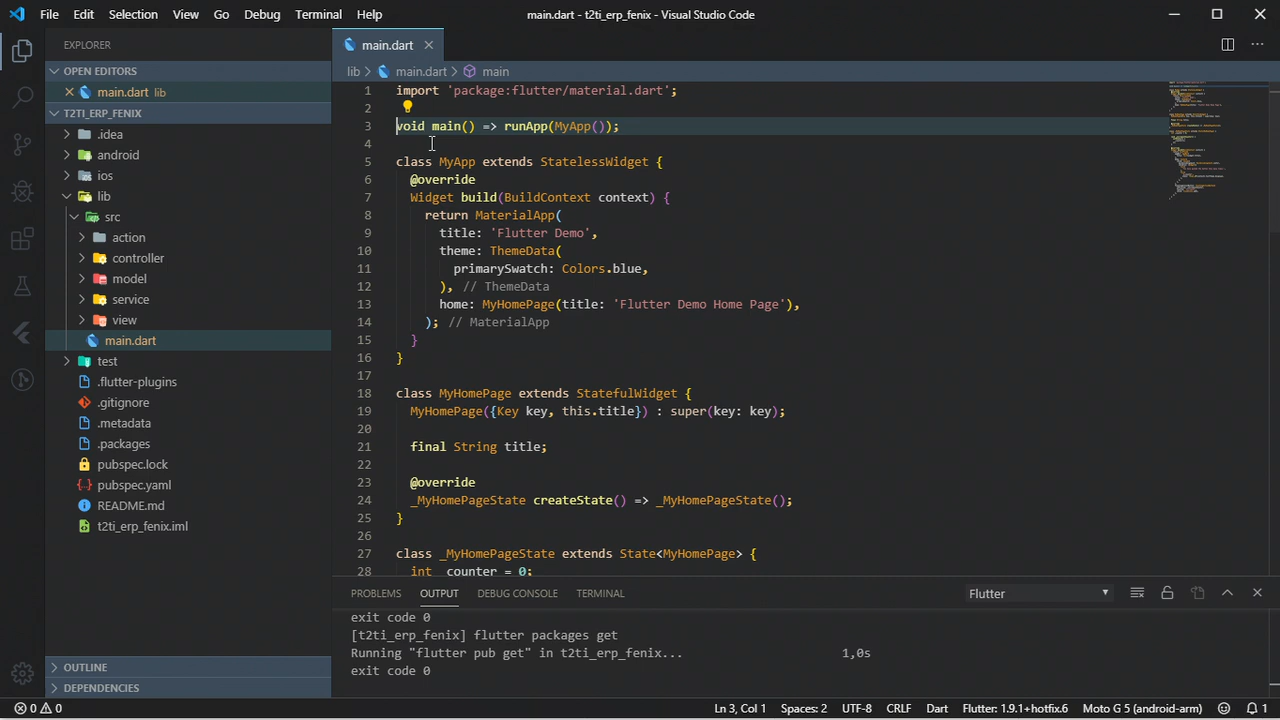 File Edit Selection View Go Debug Terminal Help
main.dart - t2ti_erp_fenix - Visual Studio Code
EXPLORER
OPEN EDITORS
main.dart lib
T2TI_ERP_FENIX
.idea
android
ios
lib
src
action
controller
model
service
view
main.dart
test
.flutter-plugins
.gitignore
.metadata
.packages
pubspec.lock
pubspec.yaml
README.md
t2ti_erp_fenix.iml
OUTLINE
DEPENDENCIES
main.dart
lib > main.dart > main
1 import 'package:flutter/material.dart';
2
3 void main() => runApp(MyApp());
4
5 class MyApp extends StatelessWidget {
6 @override
7 Widget build(BuildContext context) {
8 return MaterialApp(
9 title: 'Flutter Demo',
10 theme: ThemeData(
11 primarySwatch: Colors.blue,
12 ), // ThemeData
13 home: MyHomePage(title: 'Flutter Demo Home Page'),
14 ); // MaterialApp
15 }
16 }
17
18 class MyHomePage extends StatefulWidget {
19 MyHomePage({Key key, this.title}) : super(key: key);
20
21 final String title;
22
23 @override
24 _MyHomePageState createState() => _MyHomePageState();
25 }
26
27 class _MyHomePageState extends State<MyHomePage> {
28 int _counter = 0;
PROBLEMS OUTPUT DEBUG CONSOLE TERMINAL
Flutter
exit code 0
[t2ti_erp_fenix] flutter packages get
Running "flutter pub get" in t2ti_erp_fenix... 1,0s
exit code 0
0 0
Ln 3, Col 1 Spaces: 2 UTF-8 CRLF Dart Flutter: 1.9.1+hotfix.6 Moto G 5 (android-arm) 1